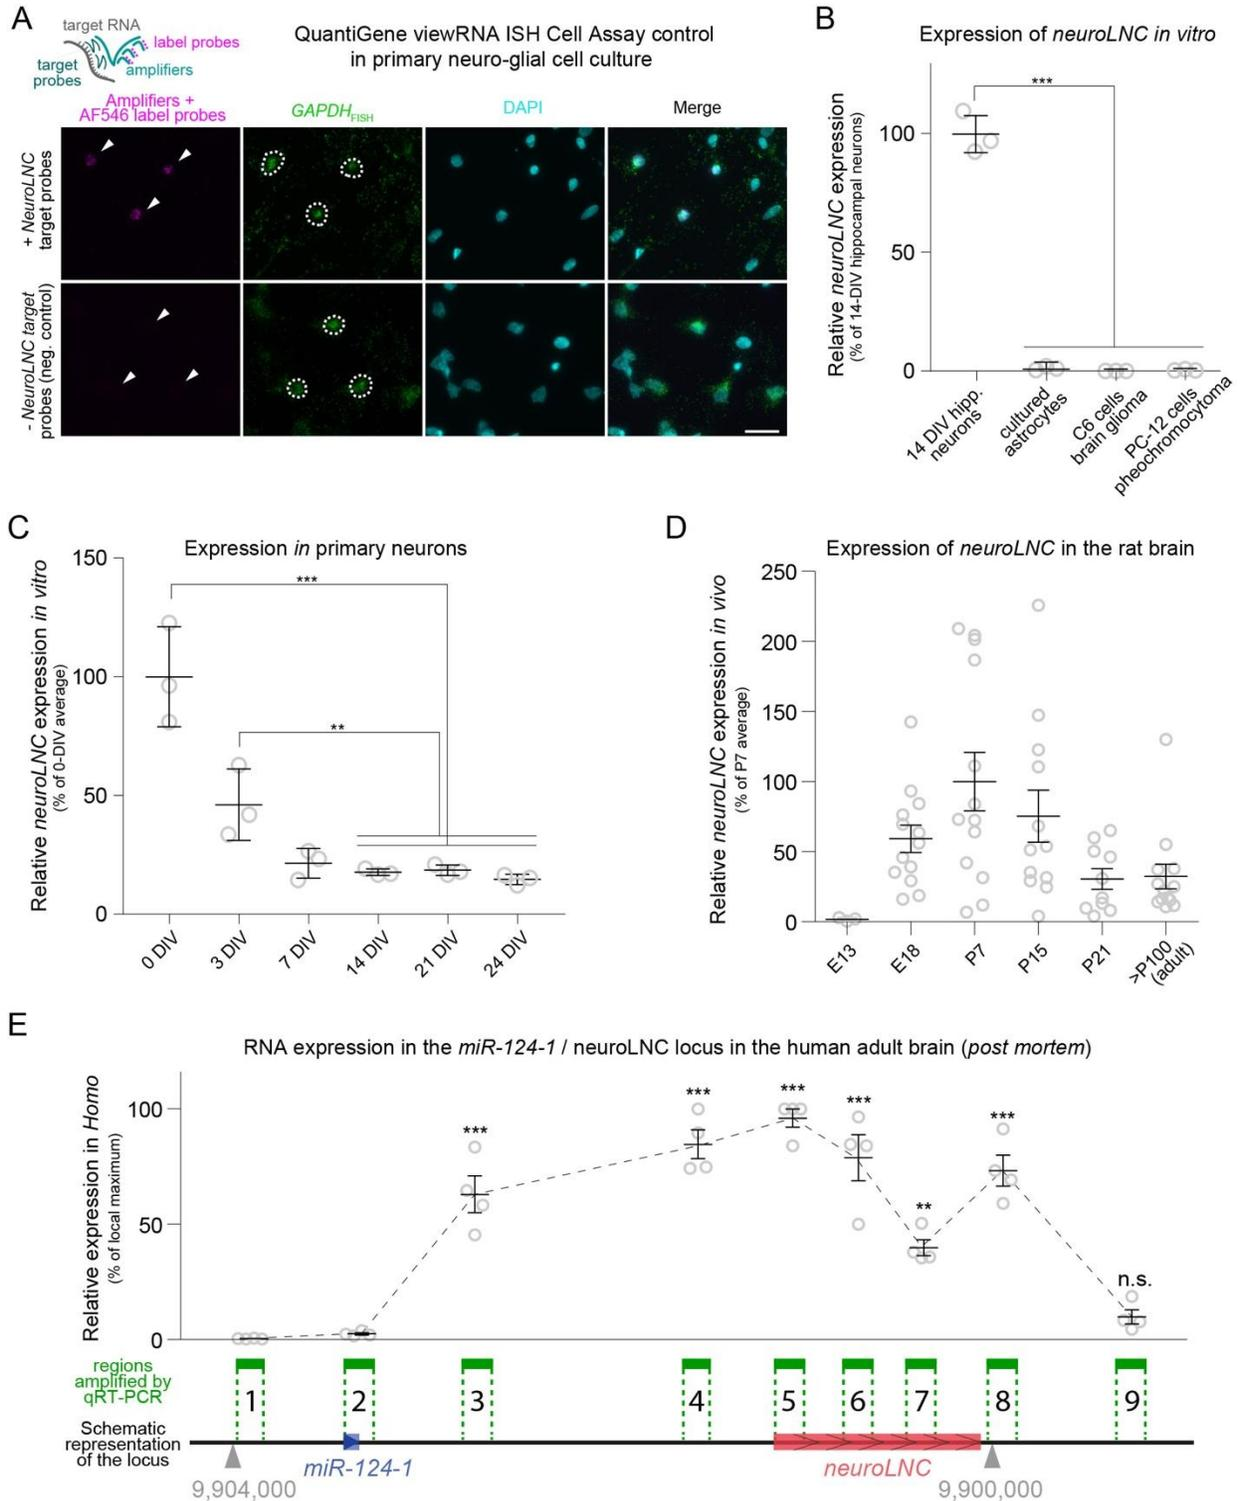 A
target RNA
label probes
target
probes
amplifiers
QuantiGene viewRNA ISH Cell Assay control
in primary neuro-glial cell culture
Amplifiers +
AF546 label probes
GAPDH FISH
DAPI
Merge
+ NeuroLNC
target probes
- NeuroLNC target
probes (neg. control)
B
Expression of neuroLNC in vitro
Relative neuroLNC expression
(% of 14-DIV hippocampal neurons)
***
100
50
0
14 DIV hipp.
neurons
cultured
astrocytes
C6 cells
brain glioma
PC-12 cells
pheochromocytoma
C
Expression in primary neurons
Relative neuroLNC expression in vitro
(% of 0-DIV average)
150
100
50
0
***
**
0 DIV
3 DIV
7 DIV
14 DIV
21 DIV
24 DIV
D
Expression of neuroLNC in the rat brain
Relative neuroLNC expression in vivo
(% of P7 average)
250
200
150
100
50
0
E13
E18
P7
P15
P21
>P100
(adult)
E
RNA expression in the miR-124-1 / neuroLNC locus in the human adult brain (post mortem)
Relative expression in Homo
(% of local maximum)
100
50
0
***
***
***
***
**
***
n.s.
regions
amplified by
qRT-PCR
1 2 3 4 5 6 7 8 9
Schematic
representation
of the locus
miR-124-1
neuroLNC
9,904,000
9,900,000